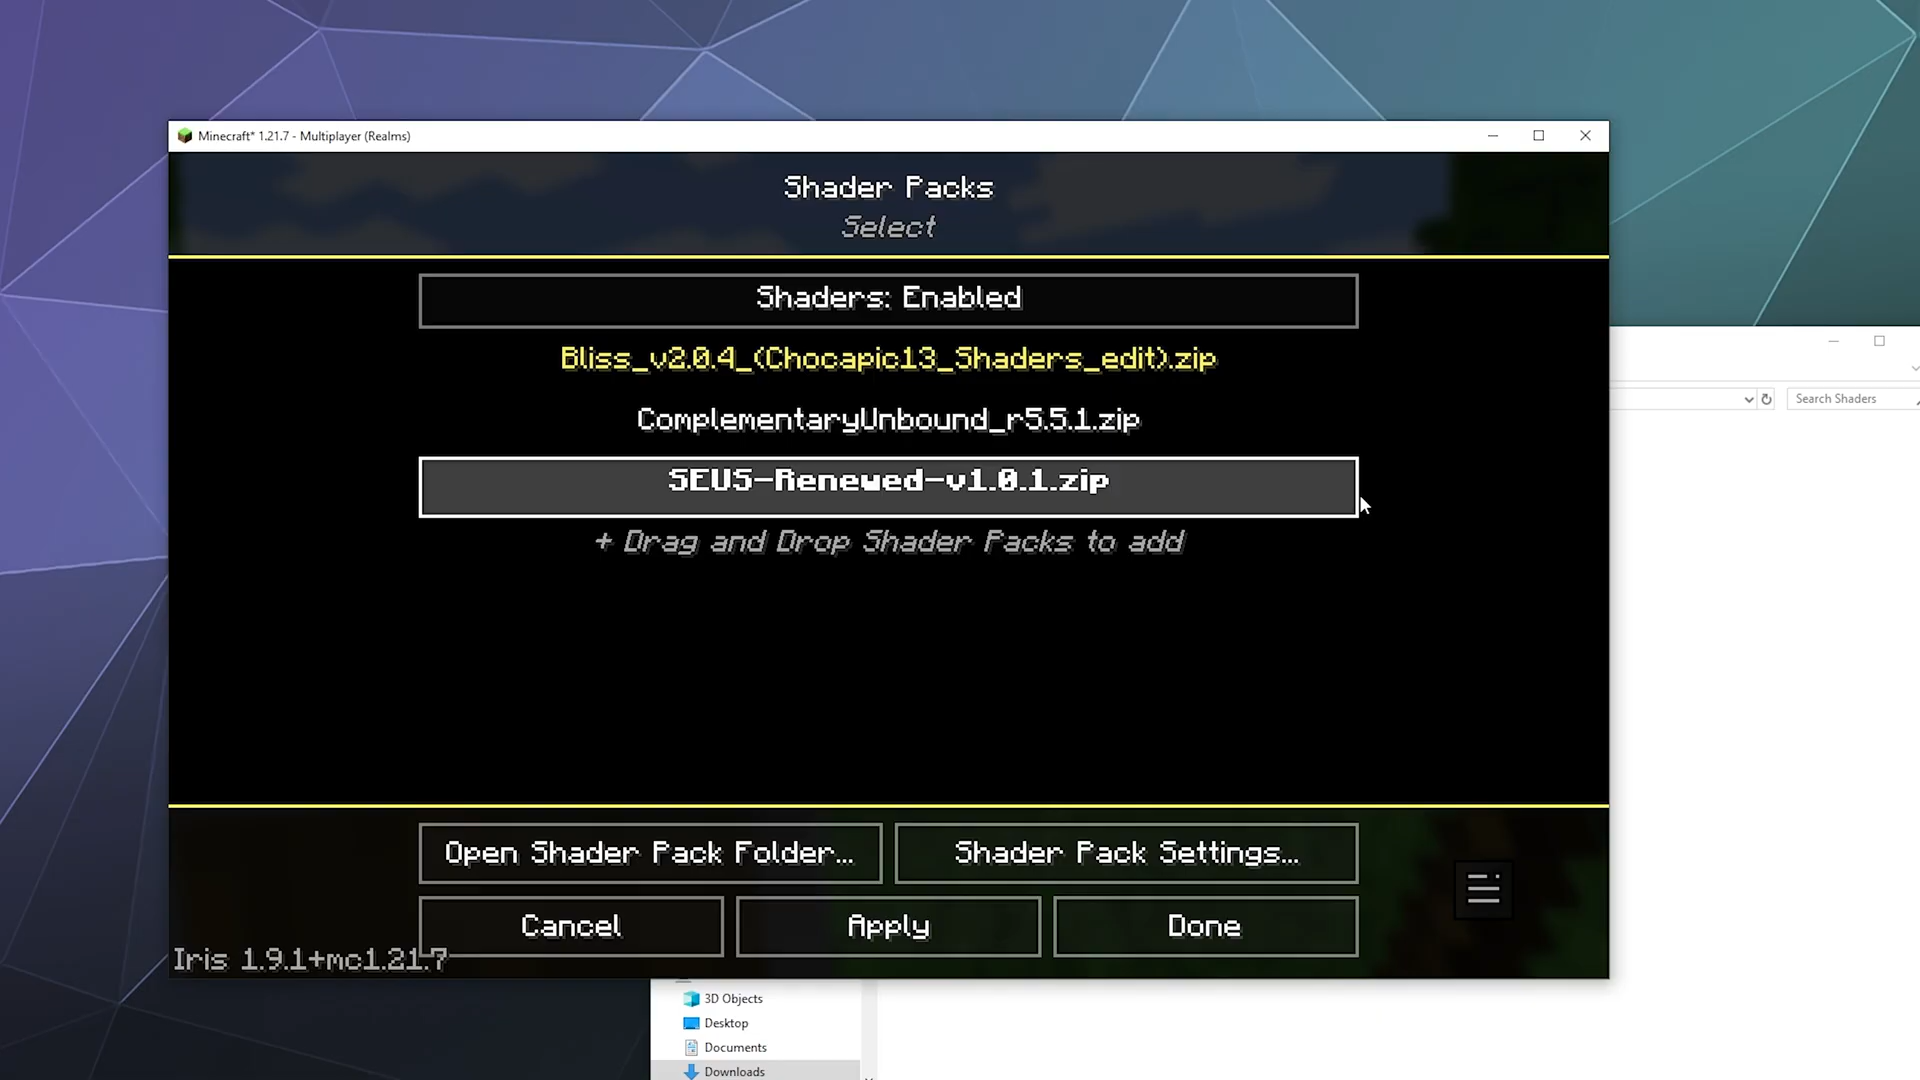 Minecraft* 1.21.7 - Multiplayer (Realms)
Shader Packs
Select
Shaders: Enabled
Bliss_v2.0.4_(Chocapic13_Shaders_edit).zip
ComplementaryUnbound_r5.5.1.zip
SEUS-Renewed-v1.0.1.zip
+ Drag and Drop Shader Packs to add
Search Shaders
Open Shader Pack Folder...
Shader Pack Settings...
Cancel
Apply
Done
Iris 1.9.1+mc1.21.7
3D Objects
Desktop
Documents
Downloads